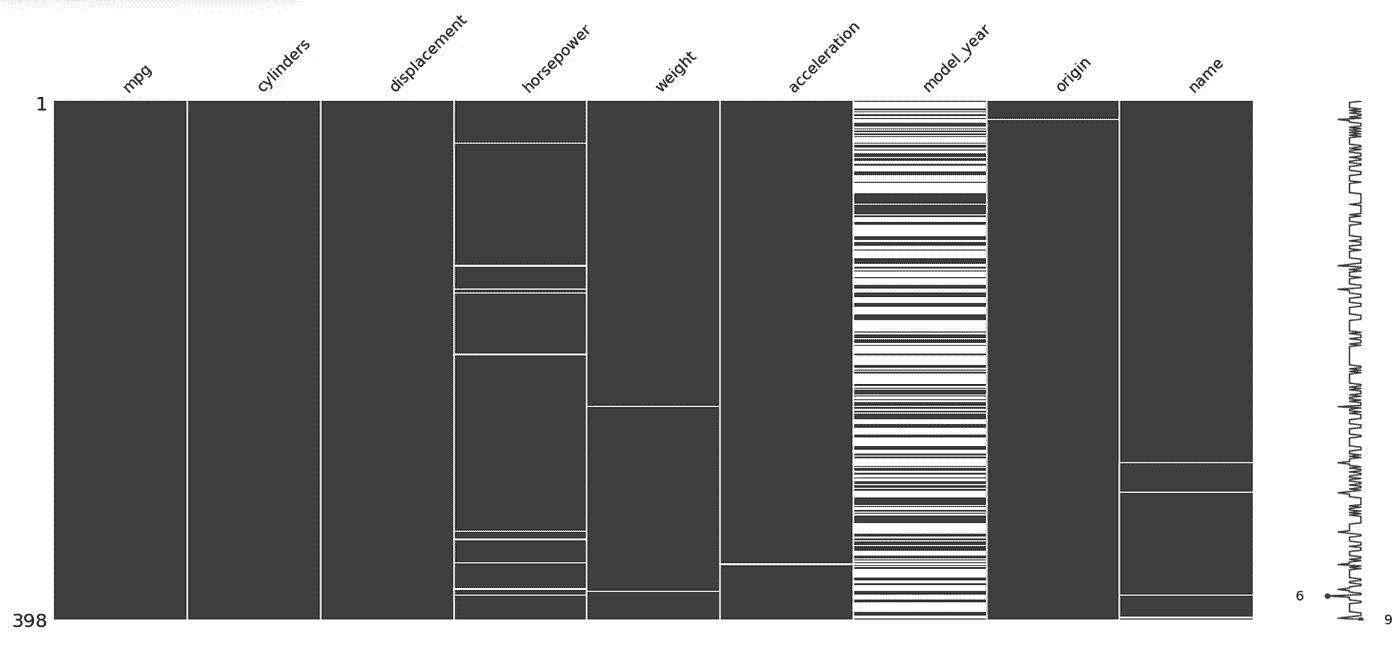 mpg
cylinders
displacement
horsepower
weight
acceleration
model_year
origin
name
1
6
398
9